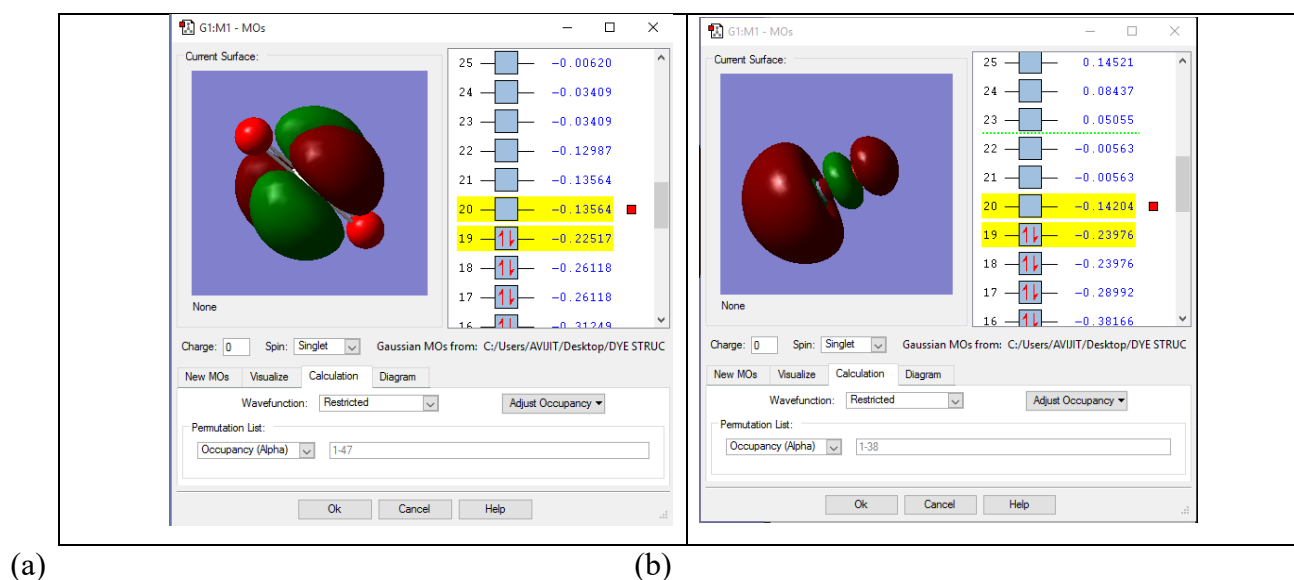 G1:M1 - MOs
Current Surface:
None
25 -0.00620
24 -0.03409
23 -0.03409
22 -0.12987
21 -0.13564
20 -0.13564
19 -0.22517
18 -0.26118
17 -0.26118
16 -0.31249
Charge: 0 Spin: Singlet Gaussian MOs from: C:/Users/AVIJIT/Desktop/DYE STRUC
New MOs Visualize Calculation Diagram
Wavefunction: Restricted Adjust Occupancy
Permutation List:
Occupancy (Alpha) 1-47
Ok Cancel Help
G1:M1 - MOs
Current Surface:
None
25 0.14521
24 0.08437
23 0.05055
22 -0.00563
21 -0.00563
20 -0.14204
19 -0.23976
18 -0.23976
17 -0.28992
16 -0.38166
Charge: 0 Spin: Singlet Gaussian MOs from: C:/Users/AVIJIT/Desktop/DYE STRUC
New MOs Visualize Calculation Diagram
Wavefunction: Restricted Adjust Occupancy
Permutation List:
Occupancy (Alpha) 1-38
Ok Cancel Help
(a) (b)